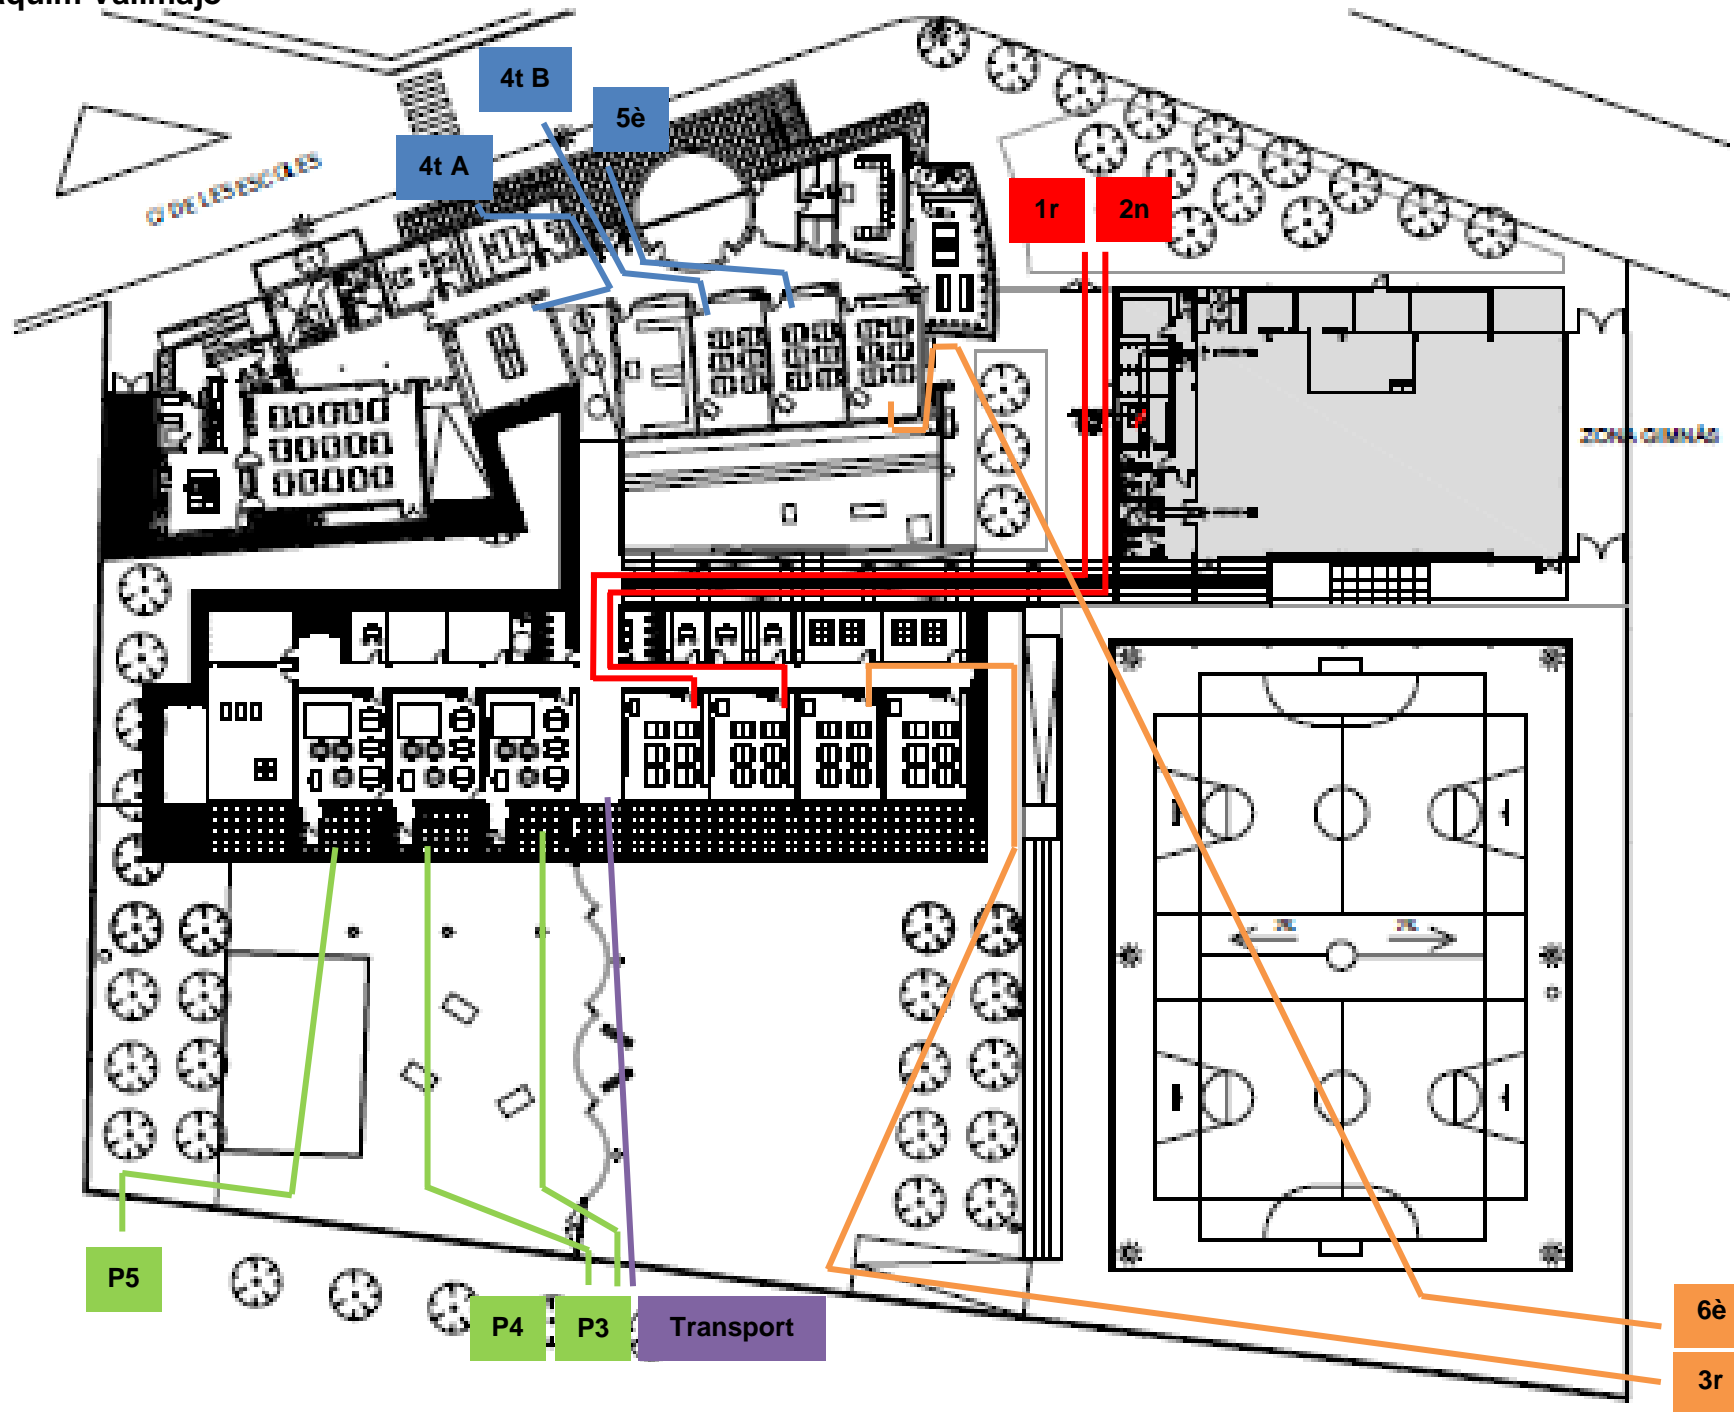 4t B
5è
4t A
C/ DE LES ESCOLES
1r
2n
ZONA GIMNÀS
P5
P4
P3
Transport
6è
3r